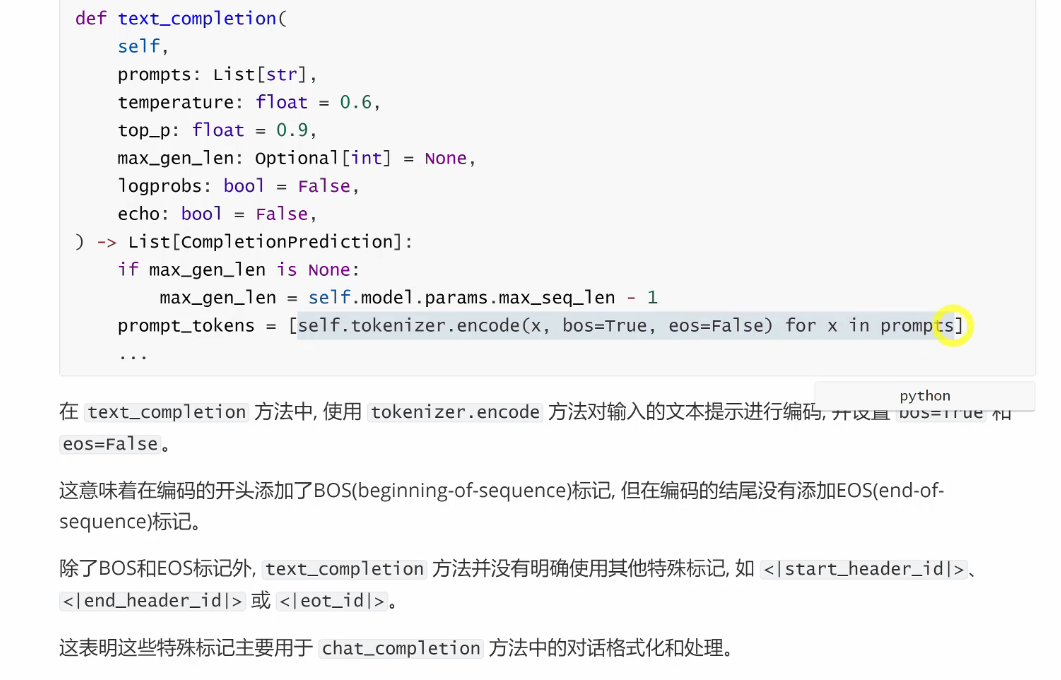 def text_completion(
    self,
    prompts: List[str],
    temperature: float = 0.6,
    top_p: float = 0.9,
    max_gen_len: Optional[int] = None,
    logprobs: bool = False,
    echo: bool = False,
) -> List[CompletionPrediction]:
    if max_gen_len is None:
        max_gen_len = self.model.params.max_seq_len - 1
    prompt_tokens = [self.tokenizer.encode(x, bos=True, eos=False) for x in prompts]
    ...
python
在 text_completion 方法中, 使用 tokenizer.encode 方法对输入的文本提示进行编码, 并设置 bos=True 和
eos=False 。
这意味着在编码的开头添加了BOS(beginning-of-sequence)标记, 但在编码的结尾没有添加EOS(end-of-
sequence)标记。
除了BOS和EOS标记外, text_completion 方法并没有明确使用其他特殊标记, 如 <|start_header_id|>、
<|end_header_id|> 或 <|eot_id|> 。
这表明这些特殊标记主要用于 chat_completion 方法中的对话格式化和处理。